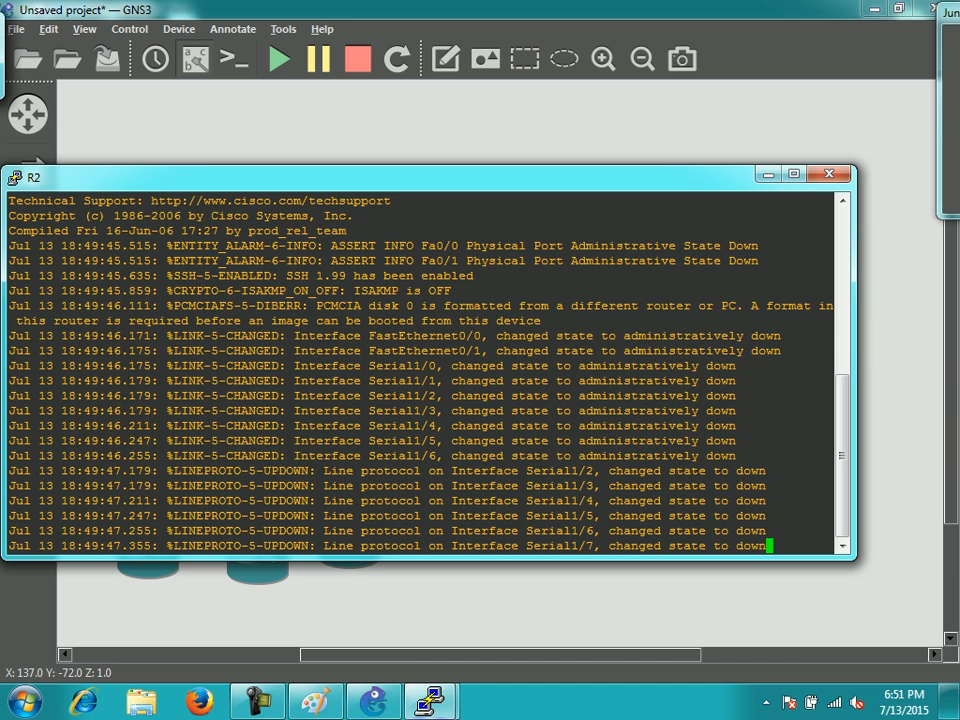 Unsaved project* — GNS3
Jun
File Edit View Control Device Annotate Tools Help
R2
Technical Support: http://www.cisco.com/techsupport
Copyright (c) 1986-2006 by Cisco Systems, Inc.
Compiled Fri 16-Jun-06 17:27 by prod_rel_team
Jul 13 18:49:45.515: %ENTITY_ALARM-6-INFO: ASSERT INFO Fa0/0 Physical Port Administrative State Down
Jul 13 18:49:45.515: %ENTITY_ALARM-6-INFO: ASSERT INFO Fa0/1 Physical Port Administrative State Down
Jul 13 18:49:45.635: %SSH-5-ENABLED: SSH 1.99 has been enabled
Jul 13 18:49:45.859: %CRYPTO-6-ISAKMP_ON_OFF: ISAKMP is OFF
Jul 13 18:49:46.111: %PCMCIAFS-5-DIBERR: PCMCIA disk 0 is formatted from a different router or PC. A format in
this router is required before an image can be booted from this device
Jul 13 18:49:46.171: %LINK-5-CHANGED: Interface FastEthernet0/0, changed state to administratively down
Jul 13 18:49:46.175: %LINK-5-CHANGED: Interface FastEthernet0/1, changed state to administratively down
Jul 13 18:49:46.175: %LINK-5-CHANGED: Interface Serial1/0, changed state to administratively down
Jul 13 18:49:46.179: %LINK-5-CHANGED: Interface Serial1/1, changed state to administratively down
Jul 13 18:49:46.179: %LINK-5-CHANGED: Interface Serial1/2, changed state to administratively down
Jul 13 18:49:46.179: %LINK-5-CHANGED: Interface Serial1/3, changed state to administratively down
Jul 13 18:49:46.211: %LINK-5-CHANGED: Interface Serial1/4, changed state to administratively down
Jul 13 18:49:46.247: %LINK-5-CHANGED: Interface Serial1/5, changed state to administratively down
Jul 13 18:49:46.255: %LINK-5-CHANGED: Interface Serial1/6, changed state to administratively down
Jul 13 18:49:47.179: %LINEPROTO-5-UPDOWN: Line protocol on Interface Serial1/2, changed state to down
Jul 13 18:49:47.179: %LINEPROTO-5-UPDOWN: Line protocol on Interface Serial1/3, changed state to down
Jul 13 18:49:47.211: %LINEPROTO-5-UPDOWN: Line protocol on Interface Serial1/4, changed state to down
Jul 13 18:49:47.247: %LINEPROTO-5-UPDOWN: Line protocol on Interface Serial1/5, changed state to down
Jul 13 18:49:47.255: %LINEPROTO-5-UPDOWN: Line protocol on Interface Serial1/6, changed state to down
Jul 13 18:49:47.355: %LINEPROTO-5-UPDOWN: Line protocol on Interface Serial1/7, changed state to down
X: 137.0 Y: -72.0 Z: 1.0
6:51 PM
7/13/2015